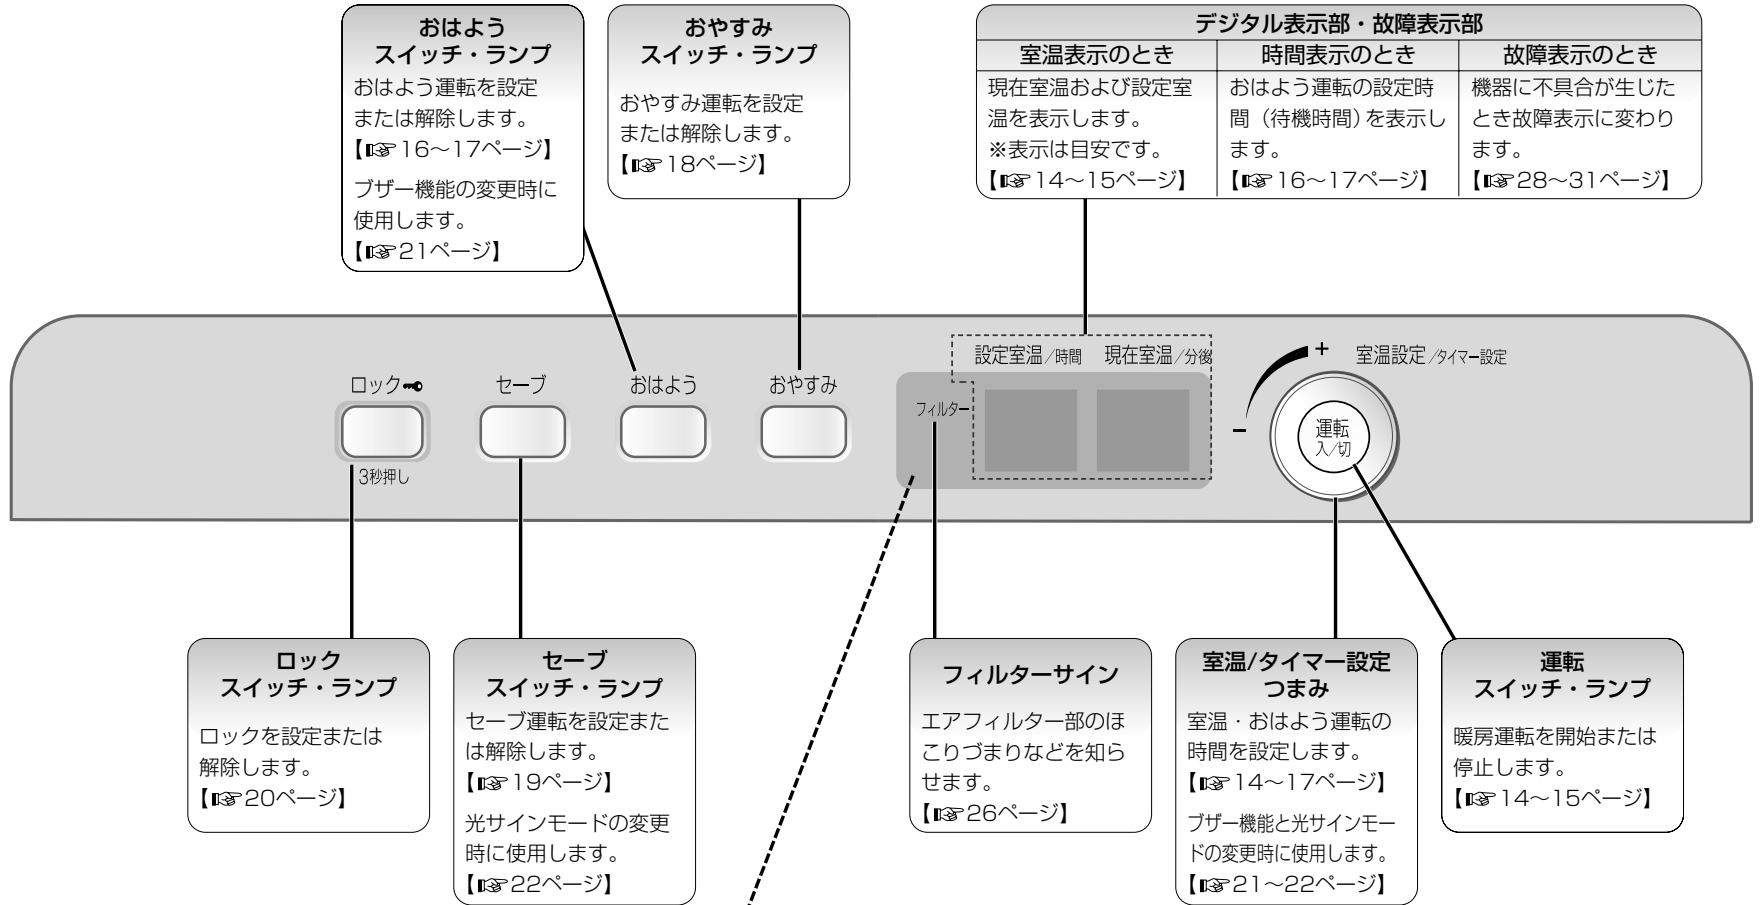 おはよう
スイッチ・ランプ
おはよう運転を設定
または解除します。
【☞16～17ページ】
ブザー機能の変更時に
使用します。
【☞21ページ】
おやすみ
スイッチ・ランプ
おやすみ運転を設定
または解除します。
【☞18ページ】
デジタル表示部・故障表示部
室温表示のとき
現在室温および設定室
温を表示します。
※表示は目安です。
【☞14～15ページ】
時間表示のとき
おはよう運転の設定時
間（待機時間）を表示し
ます。
【☞16～17ページ】
故障表示のとき
機器に不具合が生じた
とき故障表示に変わり
ます。
【☞28～31ページ】
ロック
3秒押し
セーブ
おはよう
おやすみ
フィルター
設定室温/時間
現在室温/分後
+
−
室温設定/タイマー設定
運転
入/切
ロック
スイッチ・ランプ
ロックを設定または
解除します。
【☞20ページ】
セーブ
スイッチ・ランプ
セーブ運転を設定また
は解除します。
【☞19ページ】
光サインモードの変更
時に使用します。
【☞22ページ】
フィルターサイン
エアフィルター部のほ
こりづまりなどを知ら
せます。
【☞26ページ】
室温/タイマー設定
つまみ
室温・おはよう運転の
時間を設定します。
【☞14～17ページ】
ブザー機能と光サインモー
ドの変更時に使用します。
【☞21～22ページ】
運転
スイッチ・ランプ
暖房運転を開始または
停止します。
【☞14～15ページ】